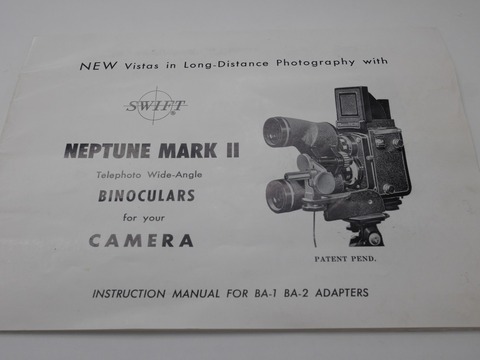 NEW Vistas in Long-Distance Photography with
SWIFT
®
NEPTUNE MARK II
Telephoto Wide-Angle
BINOCULARS
for your
CAMERA
PATENT PEND.
INSTRUCTION MANUAL FOR BA-1 BA-2 ADAPTERS